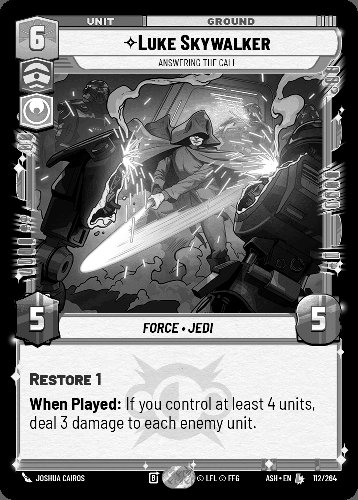 UNIT
GROUND
6
✧LUKE SKYWALKER
ANSWERING THE CALL
5
FORCE • JEDI
5
RESTORE 1
When Played: If you control at least 4 units,
deal 3 damage to each enemy unit.
JOSHUA CAIROS
© LFL © FFG
ASH • EN
112/264